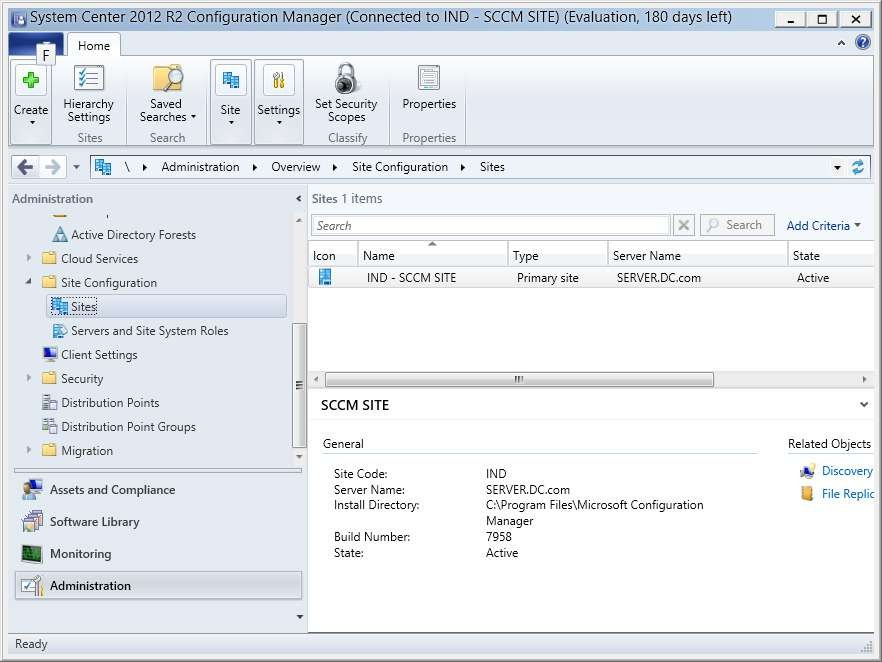 System Center 2012 R2 Configuration Manager (Connected to IND - SCCM SITE) (Evaluation, 180 days left)
F
Home
Create
Hierarchy Settings
Saved Searches
Site
Settings
Set Security Scopes
Properties
Sites
Search
Classify
Properties
\ Administration Overview Site Configuration Sites
Administration
Active Directory Forests
Cloud Services
Site Configuration
Sites
Servers and Site System Roles
Client Settings
Security
Distribution Points
Distribution Point Groups
Migration
Assets and Compliance
Software Library
Monitoring
Administration
Sites 1 items
Search Search Add Criteria
Icon Name Type Server Name State
IND - SCCM SITE Primary site SERVER.DC.com Active
SCCM SITE
General
Site Code: IND
Server Name: SERVER.DC.com
Install Directory: C:\Program Files\Microsoft Configuration
Manager
Build Number: 7958
State: Active
Related Objects
Discovery
File Replic
Ready